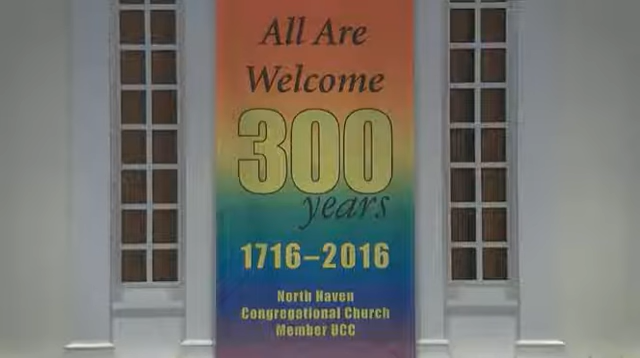 All Are
Welcome
300
years
1716–2016
North Haven
Congregational Church
Member UCC